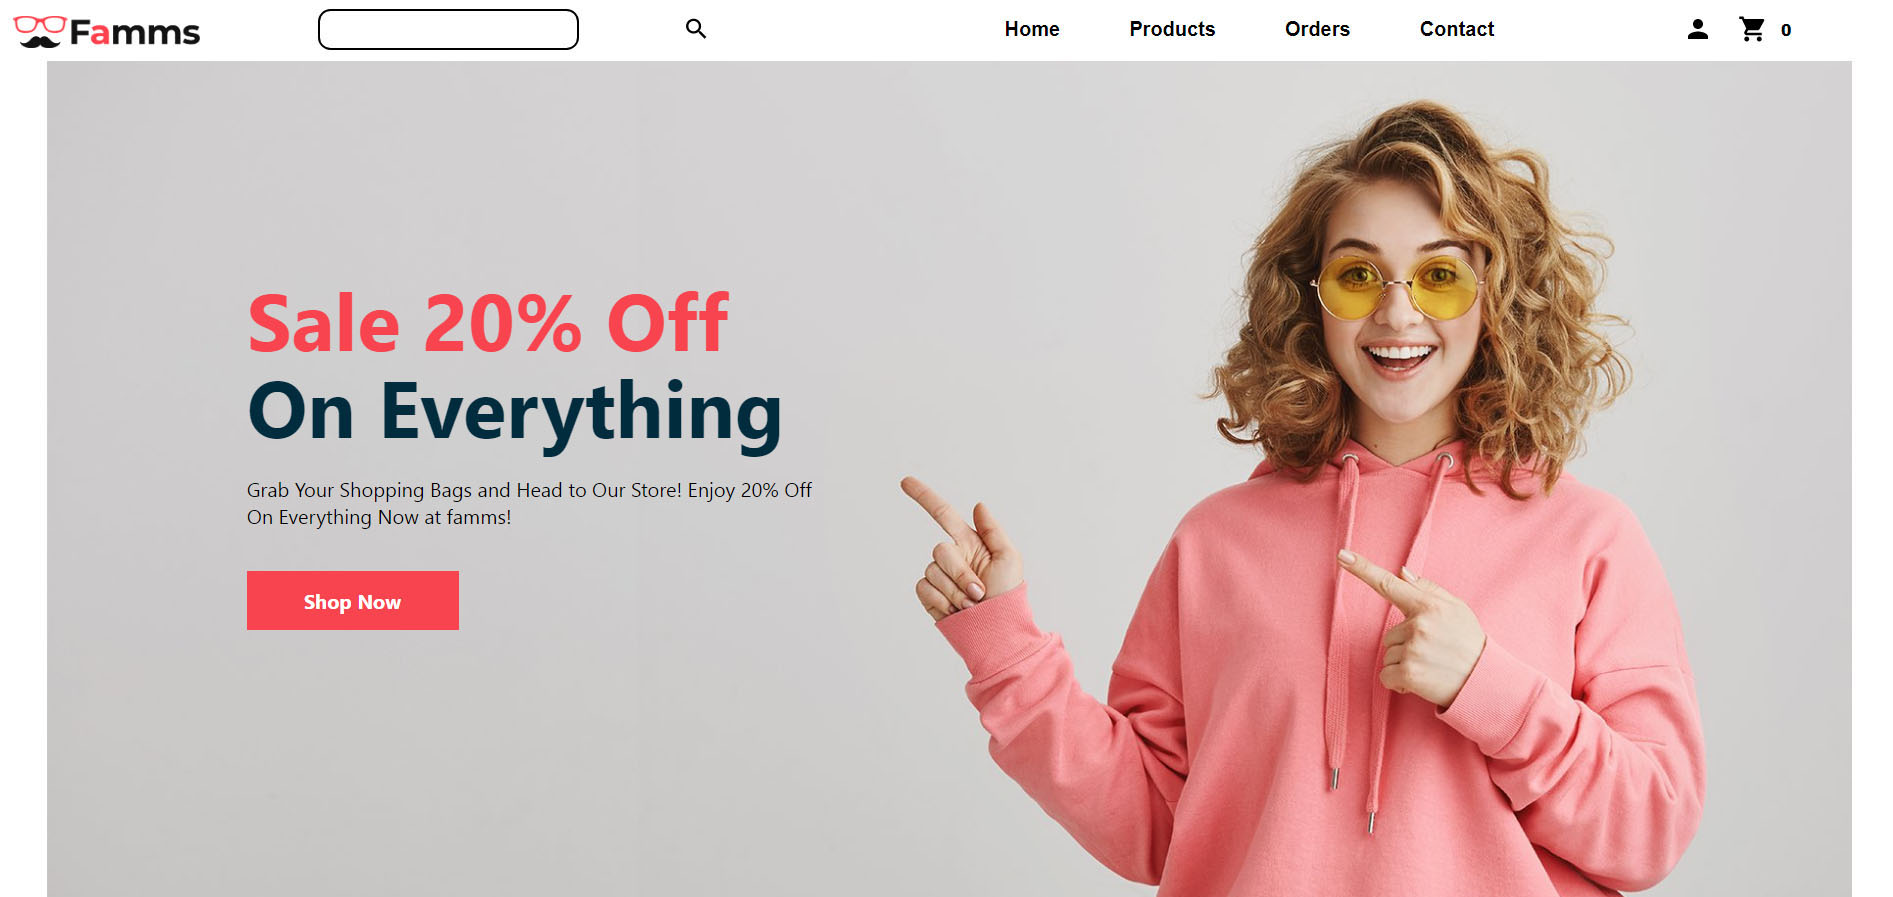 Famms
Home
Products
Orders
Contact
0
Sale 20% Off
On Everything
Grab Your Shopping Bags and Head to Our Store! Enjoy 20% Off
On Everything Now at famms!
Shop Now